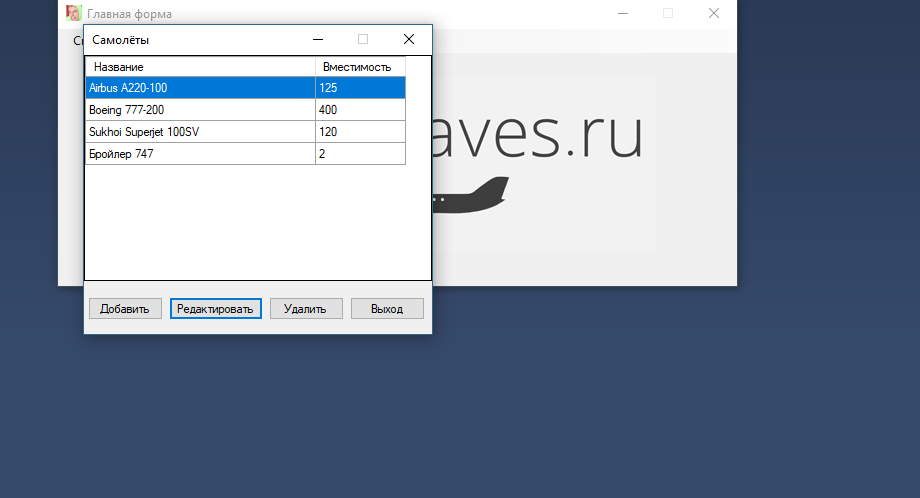 Главная форма
Самолёты
aves.ru
Название Вместимость
Airbus A220-100 125
Boeing 777-200 400
Sukhoi Superjet 100SV 120
Бройлер 747 2
Добавить Редактировать Удалить Выход